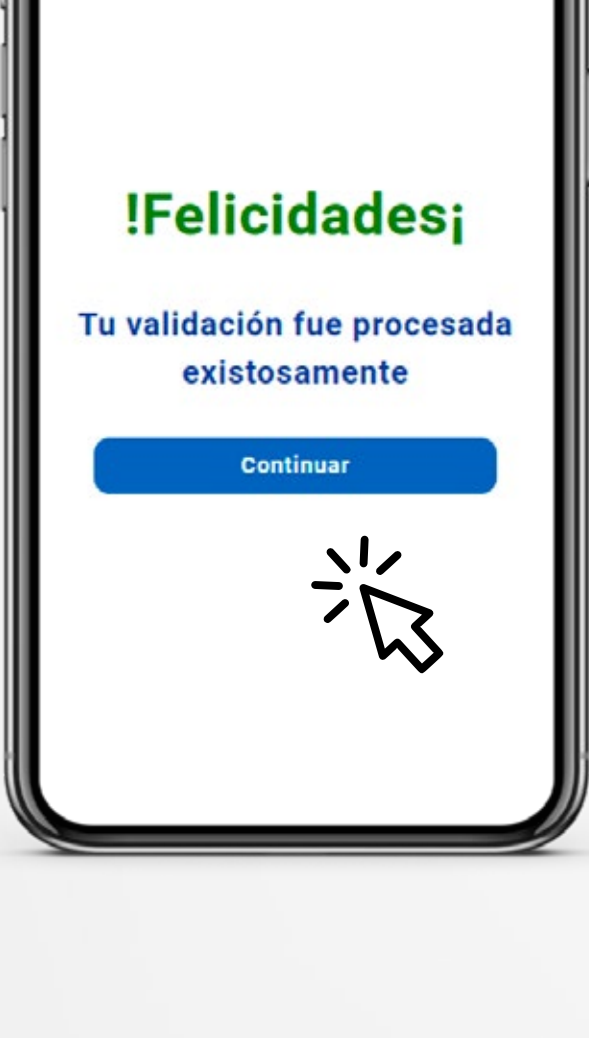 !Felicidades¡
Tu validación fue procesada
existosamente
Continuar